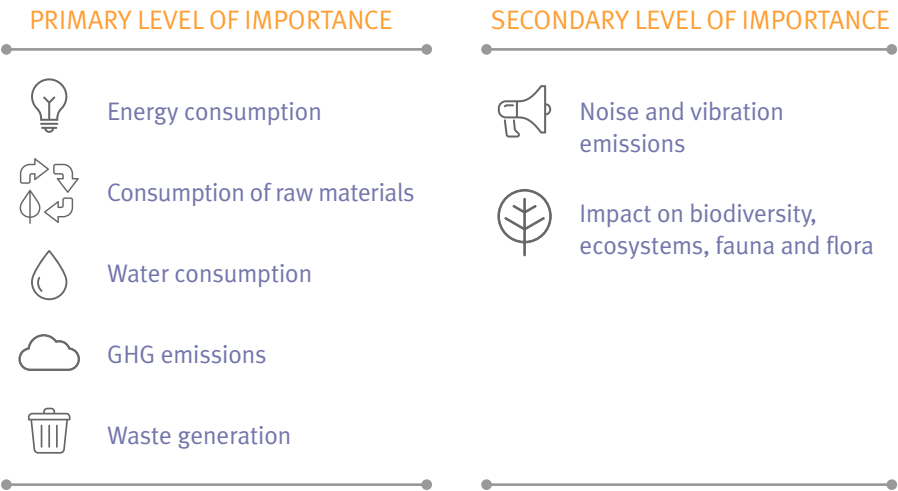 PRIMARY LEVEL OF IMPORTANCE
Energy consumption
Consumption of raw materials
Water consumption
GHG emissions
Waste generation
SECONDARY LEVEL OF IMPORTANCE
Noise and vibration
emissions
Impact on biodiversity,
ecosystems, fauna and flora